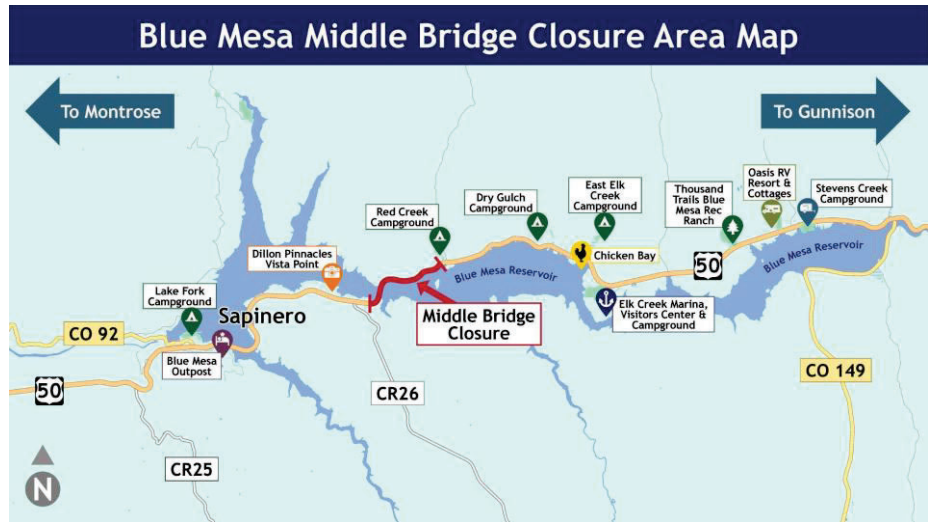 Blue Mesa Middle Bridge Closure Area Map
To Montrose
To Gunnison
Oasis RV
Resort &
Cottages
Thousand
Trails Blue
Mesa Rec
Ranch
Stevens Creek
Campground
East Elk
Creek
Campground
Dry Gulch
Campground
Red Creek
Campground
Chicken Bay
Dillon Pinnacles
Vista Point
Blue Mesa Reservoir
Blue Mesa Reservoir
50
Lake Fork
Campground
Sapinero
Elk Creek Marina,
Visitors Center &
Campground
Middle Bridge
Closure
CO 92
Blue Mesa
Outpost
50
CR26
CO 149
CR25
N